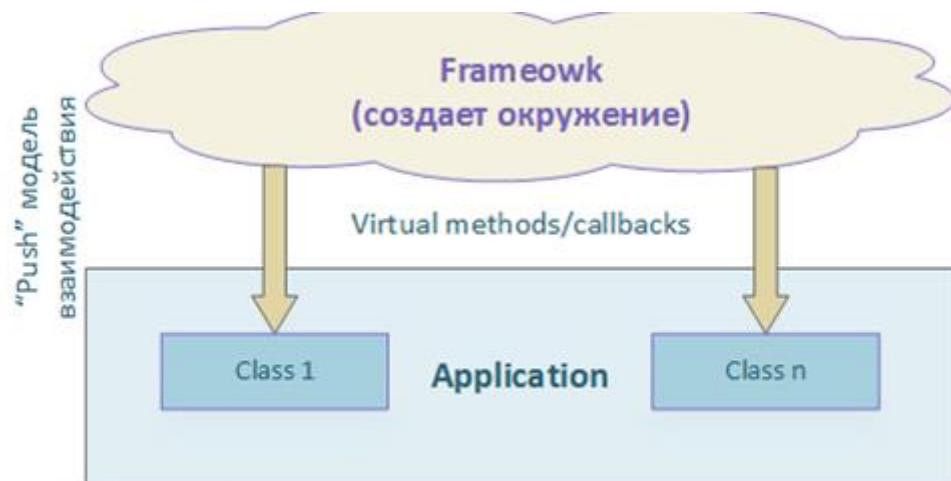 Frameowk
(создает окружение)
“Push” модель
взаимодействия
Virtual methods/callbacks
Class 1
Application
Class n